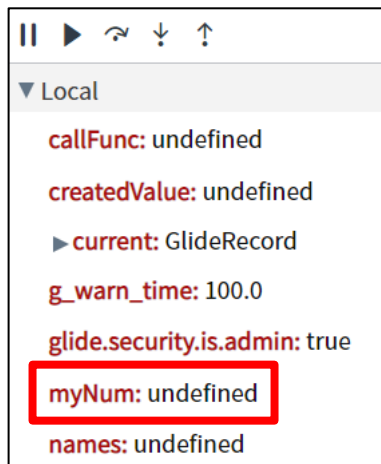 Local
callFunc: undefined
createdValue: undefined
current: GlideRecord
g_warn_time: 100.0
glide.security.is.admin: true
myNum: undefined
names: undefined